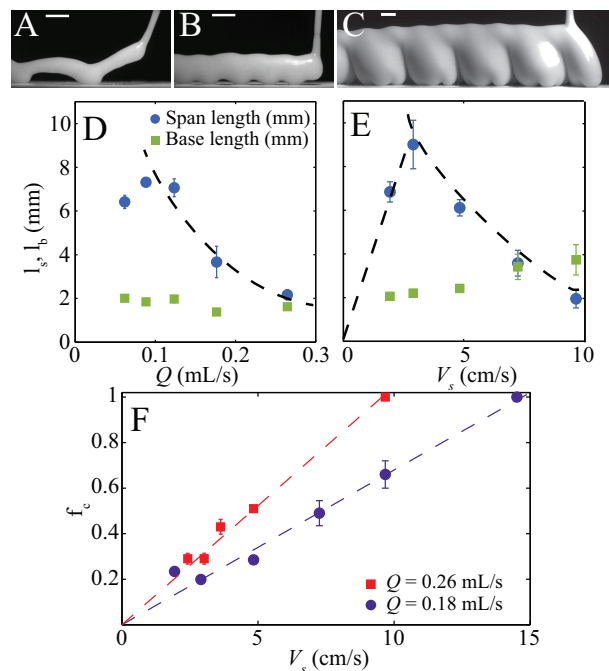 A B C
D E
Span length (mm)
Base length (mm)
l_s, l_b (mm)
10
8
6
4
2
0
0 0.1 0.2 0.3
Q (mL/s)
0 5 10
V_s (cm/s)
F
f_c
1
0.8
0.6
0.4
0.2
0 5 10 15
V_s (cm/s)
Q = 0.26 mL/s
Q = 0.18 mL/s